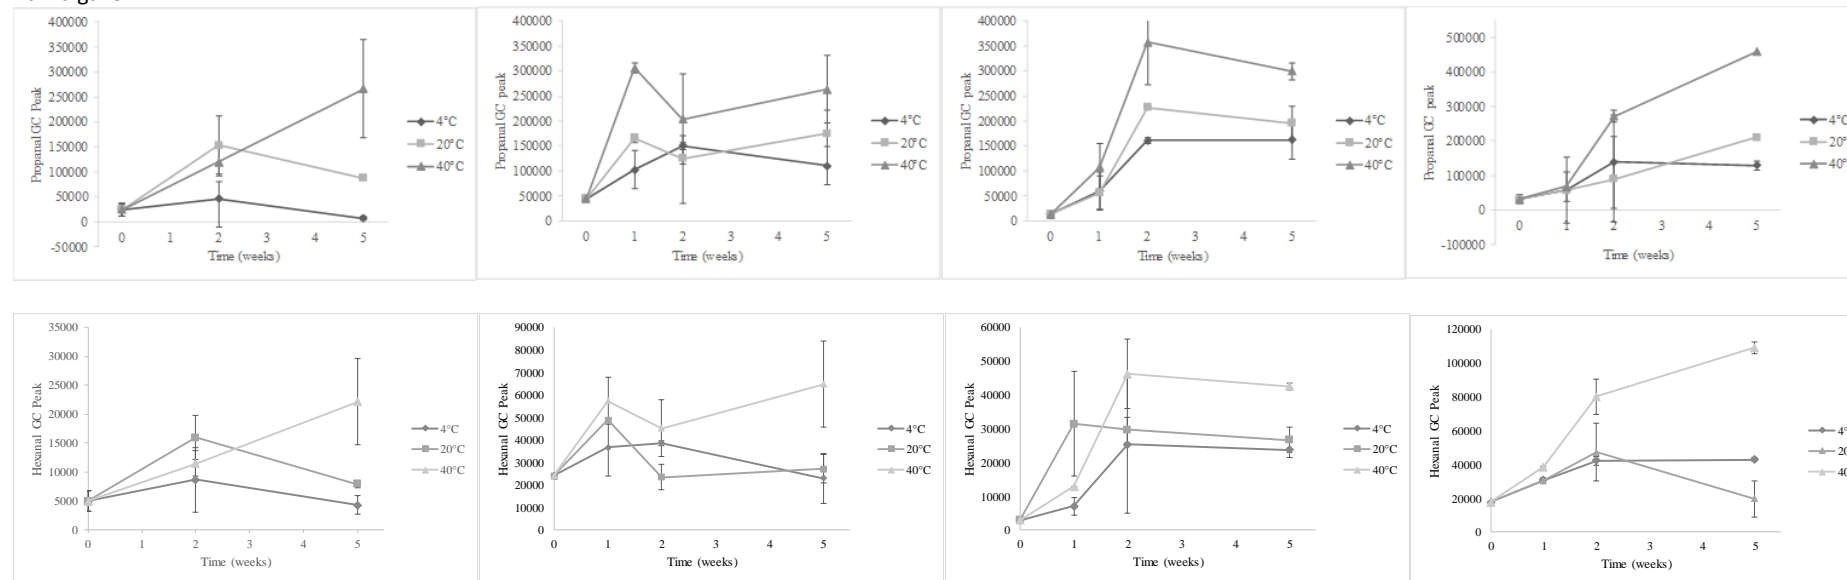 400000
350000
300000
250000
200000
150000
100000
50000
0
-50000
Propanal GC Peak
0 1 2 3 4 5
Time (weeks)
4°C
20°C
40°C
400000
350000
300000
250000
200000
150000
100000
50000
0
Propanal GC peak
0 1 2 3 4 5
Time (weeks)
4°C
20°C
40°C
400000
350000
300000
250000
200000
150000
100000
50000
0
Propanal GC peak
0 1 2 3 4 5
Time (weeks)
4°C
20°C
40°C
500000
400000
300000
200000
100000
0
-100000
Propanal GC peak
0 1 2 3 4 5
Time (weeks)
4°C
20°
40°
35000
30000
25000
20000
15000
10000
5000
0
Hexanal GC Peak
0 1 2 3 4 5
Time (weeks)
4°C
20°C
40°C
90000
80000
70000
60000
50000
40000
30000
20000
10000
0
Hexanal GC Peak
0 1 2 3 4 5
Time (weeks)
4°C
20°C
40°C
60000
50000
40000
30000
20000
10000
0
Hexanal GC Peak
0 1 2 3 4 5
Time (weeks)
4°C
20°C
40°C
120000
100000
80000
60000
40000
20000
0
Hexanal GC Peak
0 1 2 3 4 5
Time (weeks)
4°
20
40